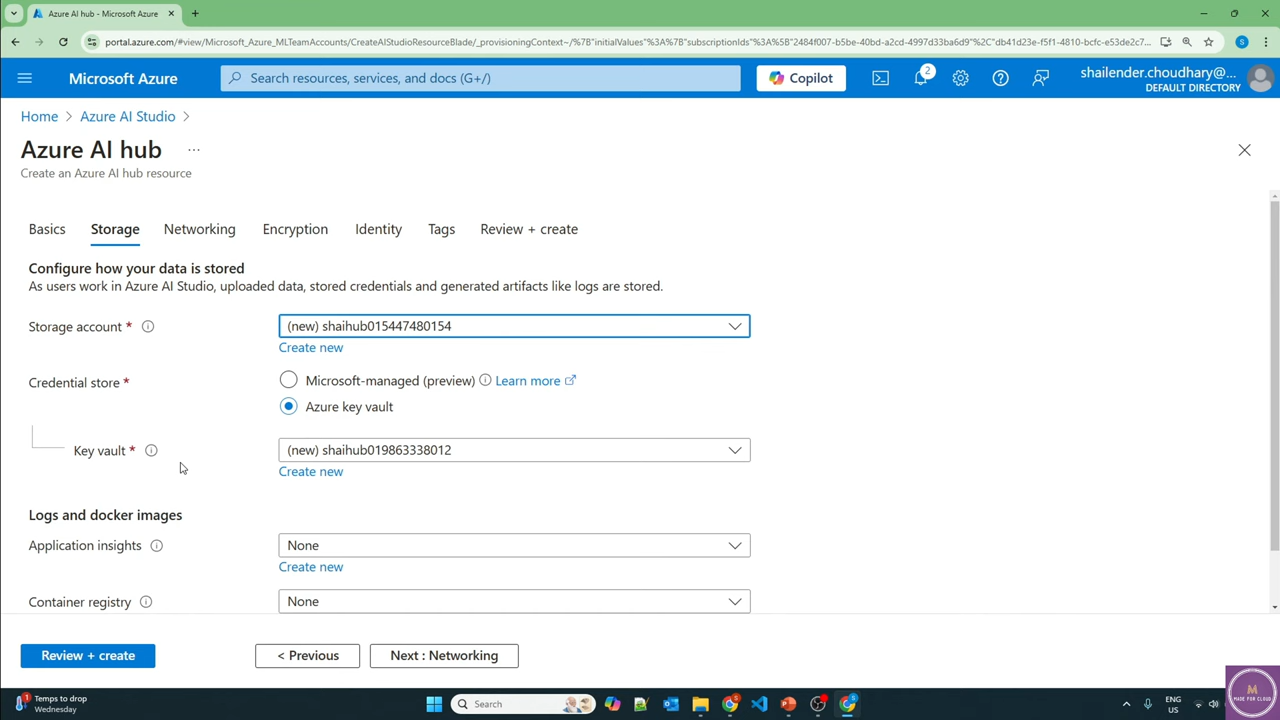 Azure AI hub - Microsoft Azure
portal.azure.com/#view/Microsoft_Azure_MLTeamAccounts/CreateAIStudioResourceBlade/_provisioningContext~/%7B"initialValues"%3A%7B"subscriptionIds"%3A%5B"2484f007-b5be-40bd-a2cd-4997d33ba6d9"%2C"db41d23e-f5f1-4810-bcfc-e53de2c7...
Microsoft Azure
Search resources, services, and docs (G+/)
Copilot
2
shailender.choudhary@...
DEFAULT DIRECTORY
Home > Azure AI Studio >
Azure AI hub ...
Create an Azure AI hub resource
Basics Storage Networking Encryption Identity Tags Review + create
Configure how your data is stored
As users work in Azure AI Studio, uploaded data, stored credentials and generated artifacts like logs are stored.
Storage account *
(new) shaihub015447480154
Create new
Credential store *
Microsoft-managed (preview) Learn more
Azure key vault
Key vault *
(new) shaihub019863338012
Create new
Logs and docker images
Application insights
None
Create new
Container registry
None
Review + create
< Previous
Next : Networking
1
Temps to drop
Wednesday
Search
ENG
US
M
MADE FOR CLOUD